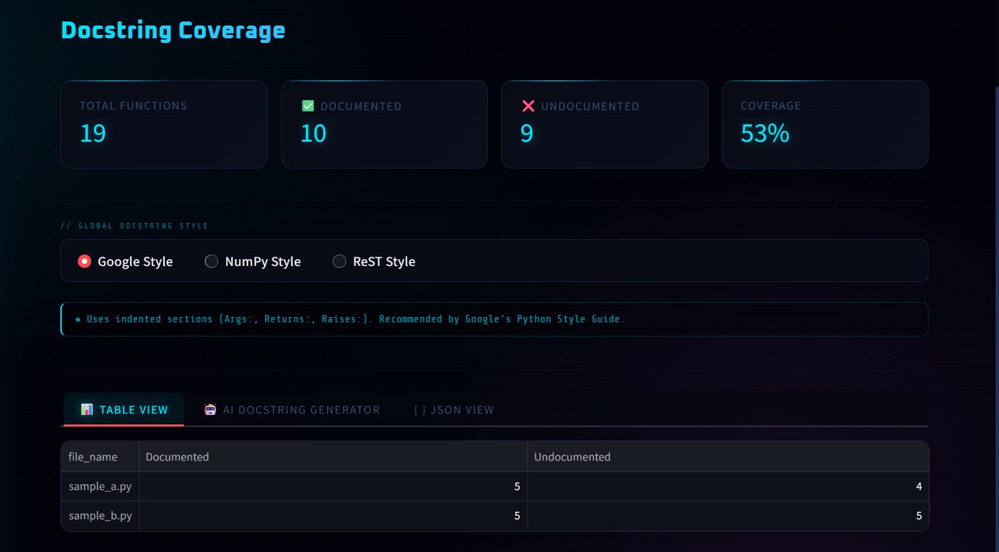 Docstring Coverage
TOTAL FUNCTIONS
19
✅ DOCUMENTED
10
❌ UNDOCUMENTED
9
COVERAGE
53%
// GLOBAL DOCSTRING STYLE
Google Style
NumPy Style
ReST Style
● Uses indented sections (Args:, Returns:, Raises:). Recommended by Google's Python Style Guide.
📊 TABLE VIEW
🤖 AI DOCSTRING GENERATOR
{ } JSON VIEW
file_name Documented Undocumented
sample_a.py 5 4
sample_b.py 5 5